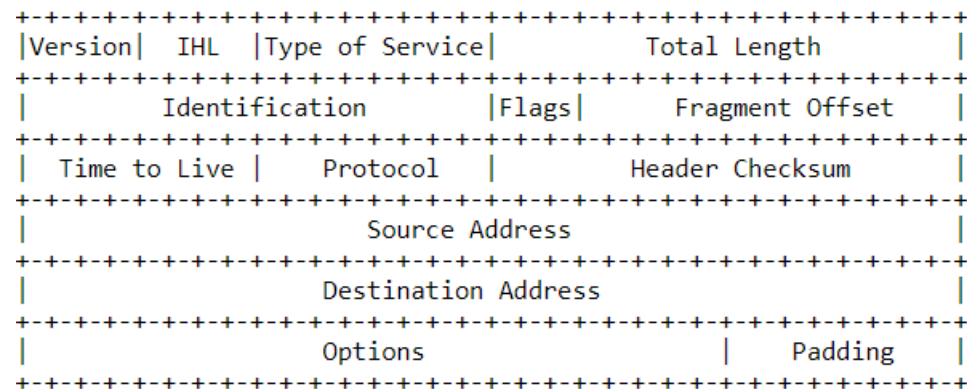 +-+-+-+-+-+-+-+-+-+-+-+-+-+-+-+-+-+-+-+-+-+-+-+-+-+-+-+-+-+-+-+-+
|Version|  IHL  |Type of Service|          Total Length         |
+-+-+-+-+-+-+-+-+-+-+-+-+-+-+-+-+-+-+-+-+-+-+-+-+-+-+-+-+-+-+-+-+
|         Identification        |Flags|      Fragment Offset    |
+-+-+-+-+-+-+-+-+-+-+-+-+-+-+-+-+-+-+-+-+-+-+-+-+-+-+-+-+-+-+-+-+
|  Time to Live |    Protocol   |         Header Checksum       |
+-+-+-+-+-+-+-+-+-+-+-+-+-+-+-+-+-+-+-+-+-+-+-+-+-+-+-+-+-+-+-+-+
|                       Source Address                          |
+-+-+-+-+-+-+-+-+-+-+-+-+-+-+-+-+-+-+-+-+-+-+-+-+-+-+-+-+-+-+-+-+
|                    Destination Address                        |
+-+-+-+-+-+-+-+-+-+-+-+-+-+-+-+-+-+-+-+-+-+-+-+-+-+-+-+-+-+-+-+-+
|                    Options                    |    Padding    |
+-+-+-+-+-+-+-+-+-+-+-+-+-+-+-+-+-+-+-+-+-+-+-+-+-+-+-+-+-+-+-+-+